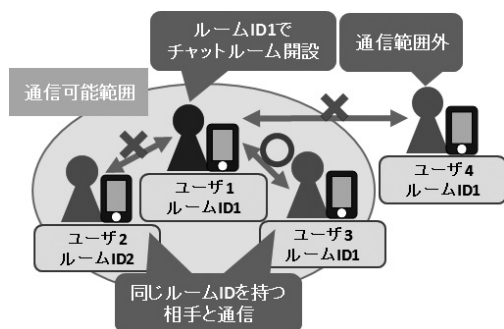 ルームID1で
チャットルーム開設
通信範囲外
通信可能範囲
ユーザ1
ルームID1
ユーザ4
ルームID1
ユーザ2
ルームID2
ユーザ3
ルームID1
同じルームIDを持つ
相手と通信